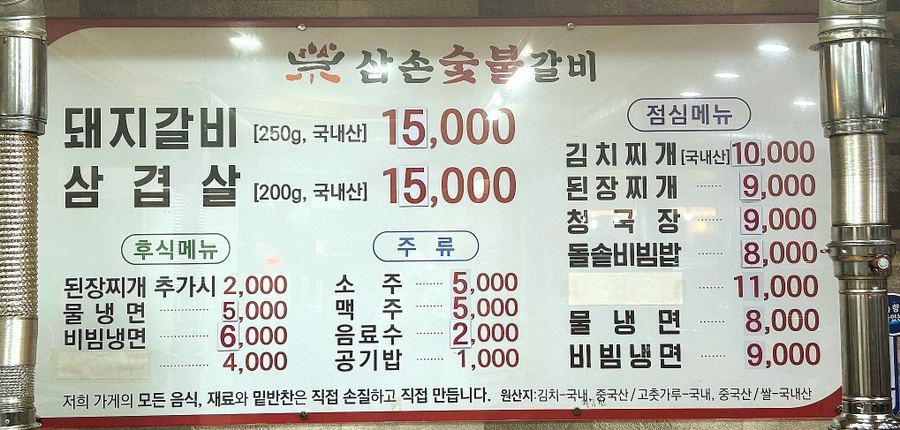 삼손숯불갈비
돼지갈비 [250g, 국내산] 15,000
삼겹살 [200g, 국내산] 15,000
후식메뉴
된장찌개 추가시 2,000
물냉면 5,000
비빔냉면 6,000
4,000
주류
소주 5,000
맥주 5,000
음료수 2,000
공기밥 1,000
점심메뉴
김치찌개 [국내산] 10,000
된장찌개 9,000
청국장 9,000
돌솥비빔밥 8,000
11,000
물냉면 8,000
비빔냉면 9,000
저희 가게의 모든 음식, 재료와 밑반찬은 직접 손질하고 직접 만듭니다. 원산지:김치-국내, 중국산/고춧가루-국내, 중국산/쌀-국내산